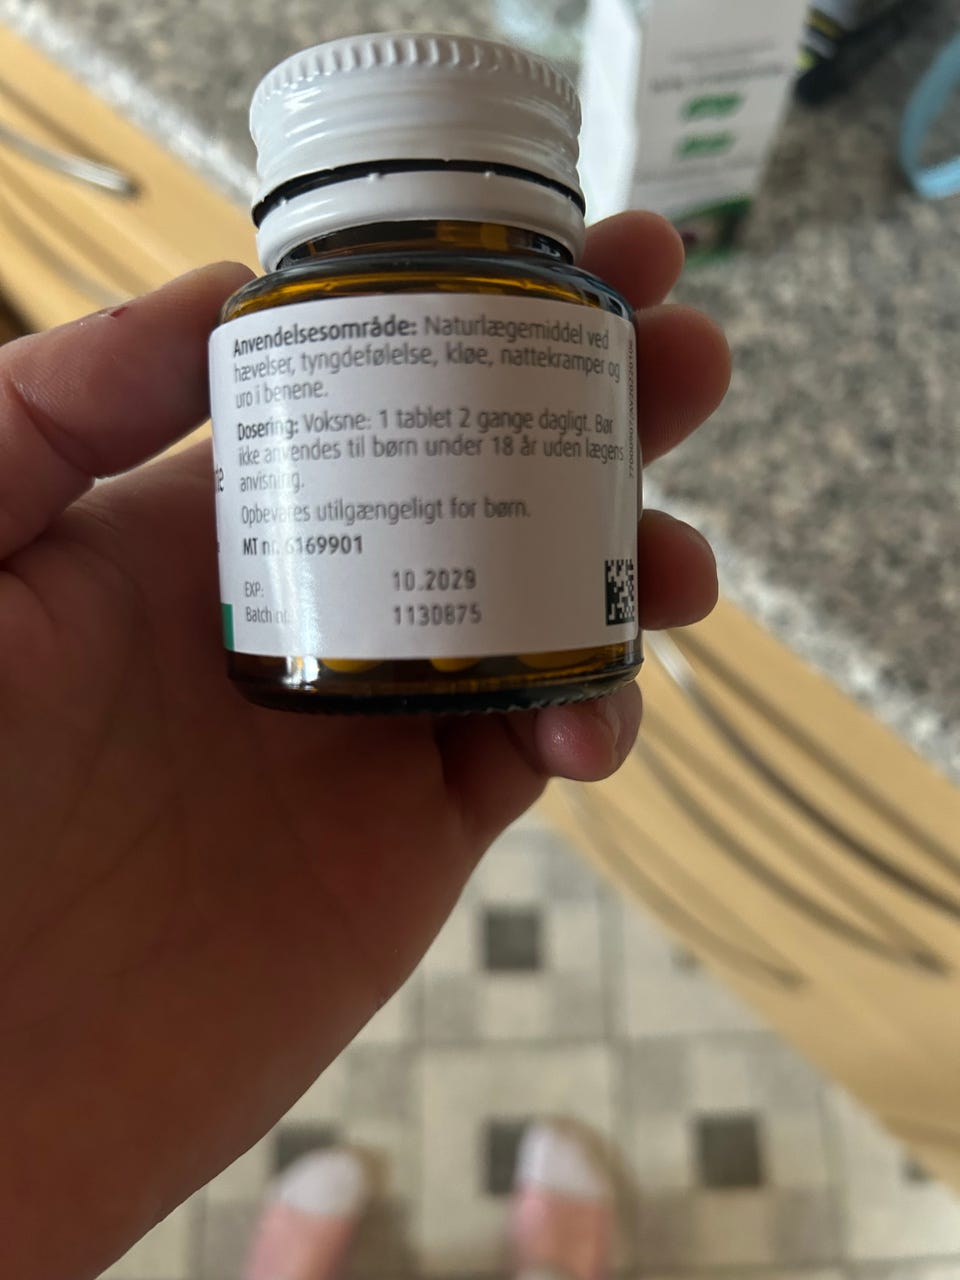 Anvendelsesområde: Naturlægemiddel ved
hævelser, tyngdefølelse, kløe, nattekramper og
uro i benene.
Dosering: Voksne: 1 tablet 2 gange dagligt. Bør
ikke anvendes til børn under 18 år uden lægens
anvisning.
Opbevares utilgængeligt for børn.
MT nr. 6169901
EXP: 10.2029
Batch nr. 1130875